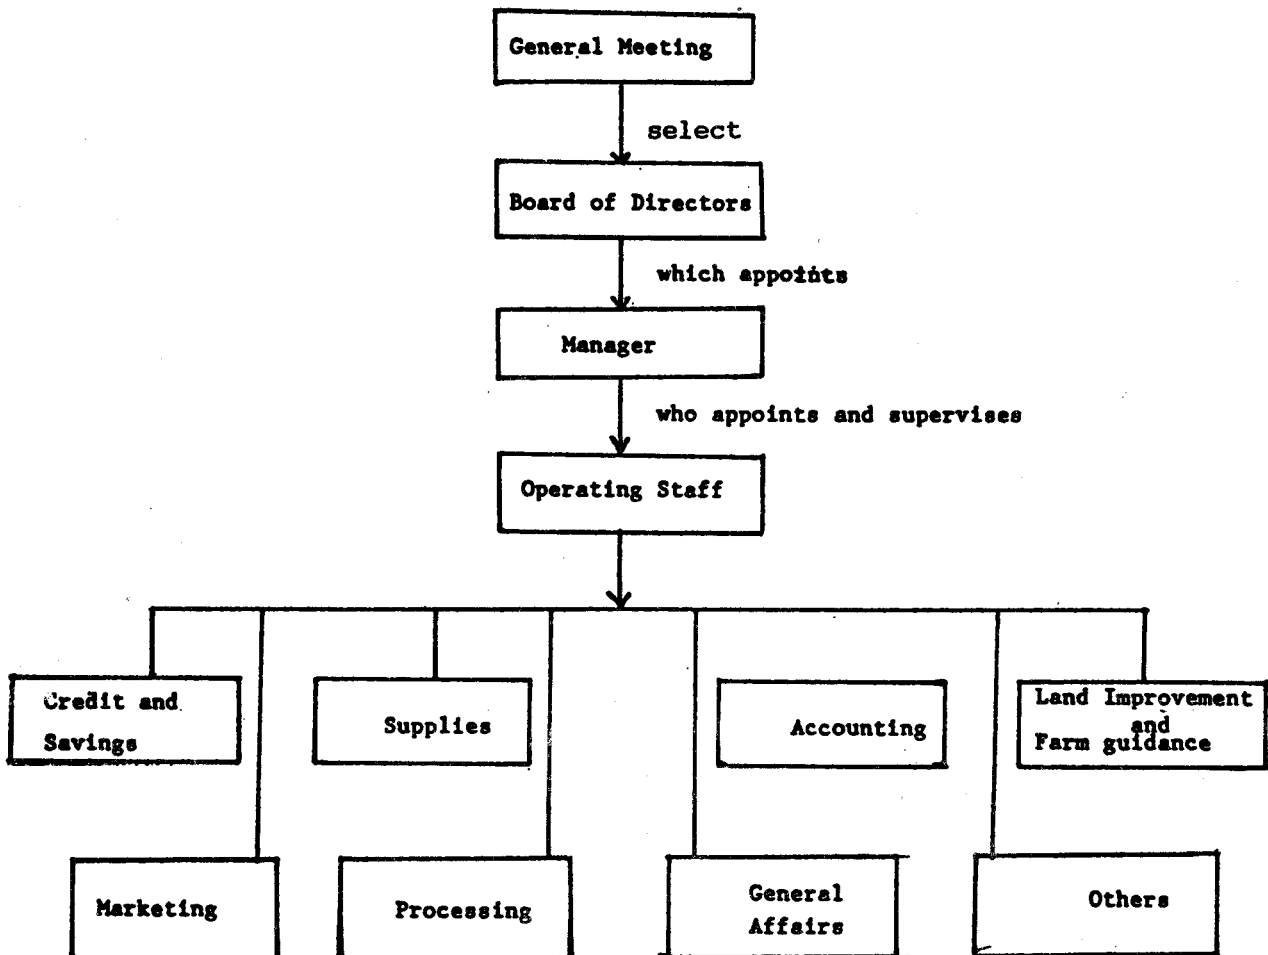 General Meeting
select
Board of Directors
which appoints
Manager
who appoints and supervises
Operating Staff
Credit and
Savings
Supplies
Accounting
Land Improvement
and
Farm guidance
Marketing
Processing
General
Affairs
Others